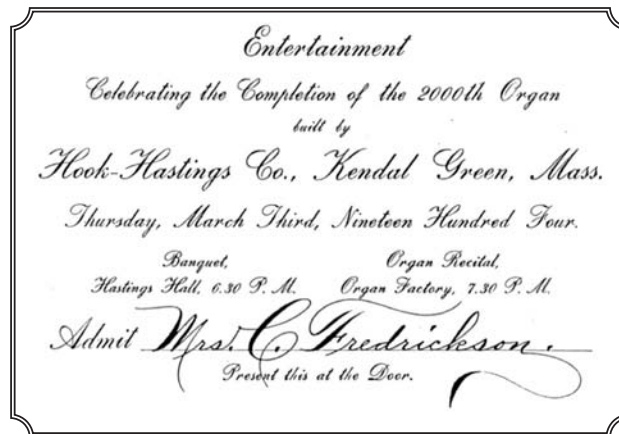 Entertainment
Celebrating the Completion of the 2000th Organ
built by
Hook-Hastings Co., Kendal Green, Mass.
Thursday, March Third, Nineteen Hundred Four.
Banquet,
Hastings Hall, 6.30 P. M.
Organ Recital,
Organ Factory, 7.30 P. M.
Admit Mrs. C. Fredrickson.
Present this at the Door.